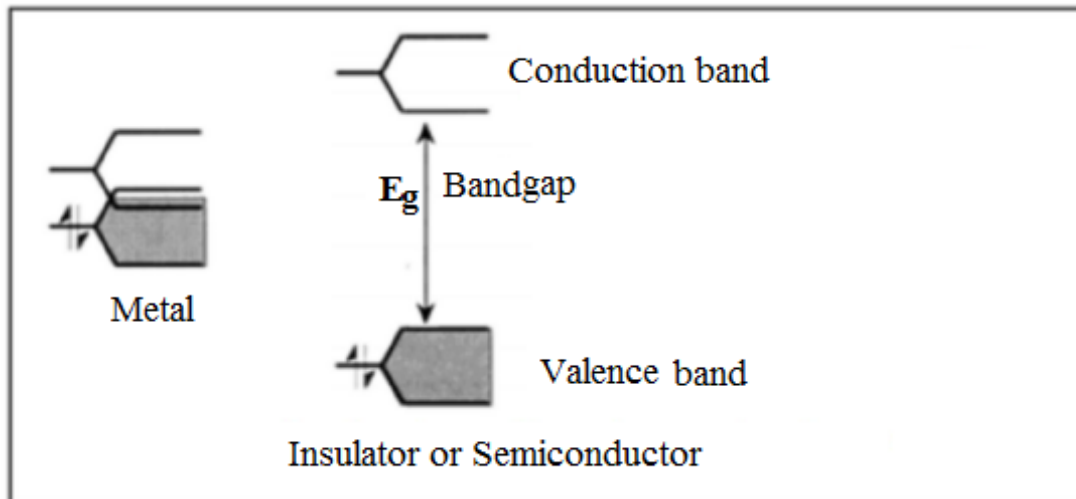 Conduction band
Eg Bandgap
Metal
Valence band
Insulator or Semiconductor